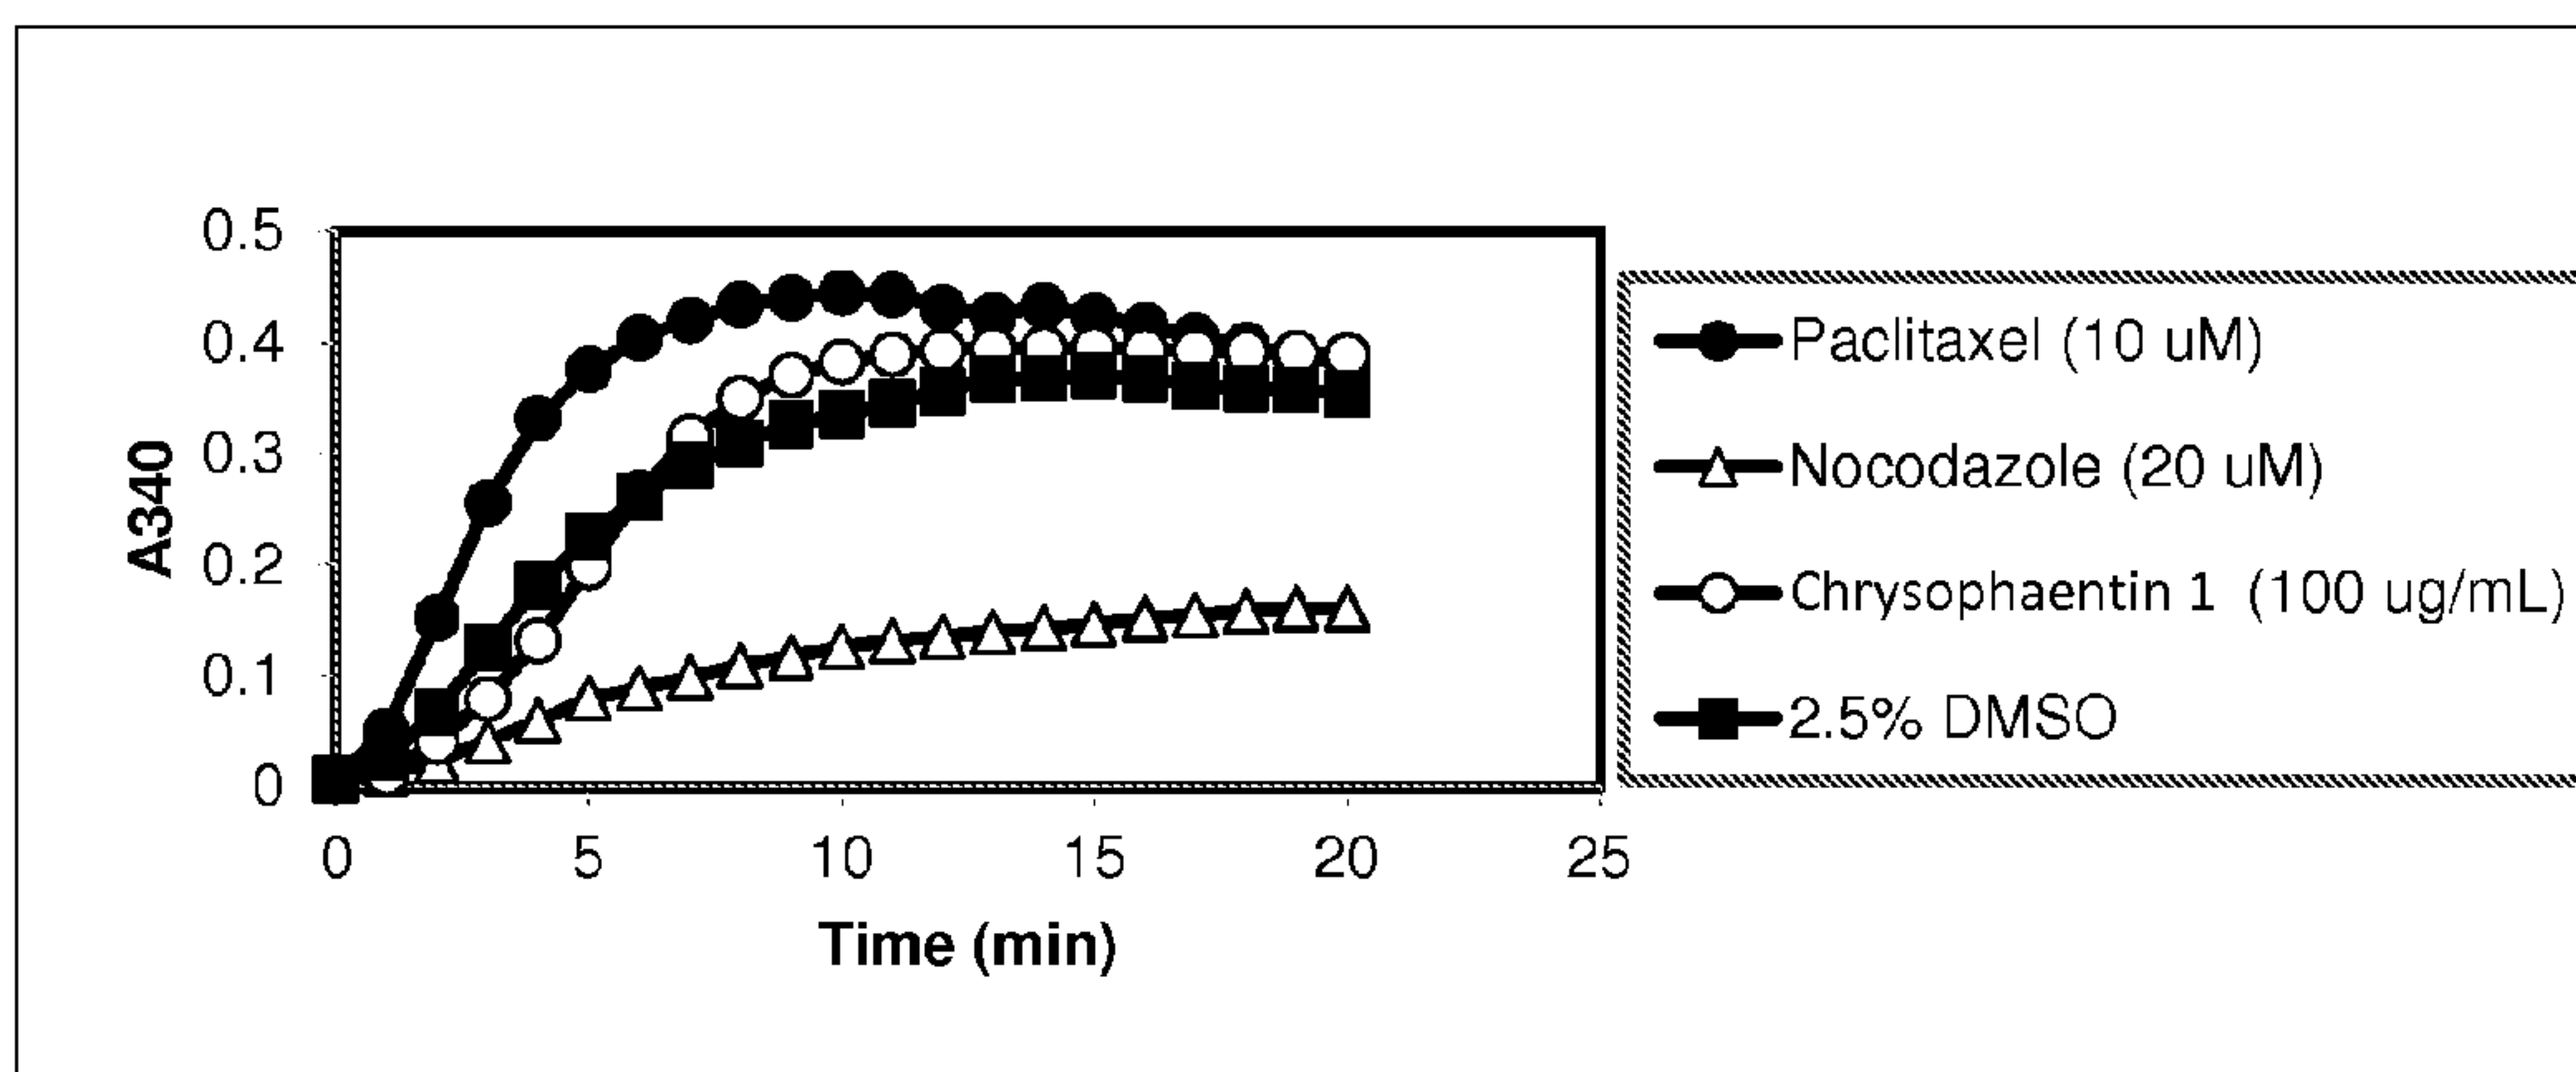 0.5
0.4
0.3
0.2
0.1
0
A340
0 5 10 15 20 25
Time (min)
Paclitaxel (10 uM)
Nocodazole (20 uM)
Chrysophaentin 1 (100 ug/mL)
2.5% DMSO